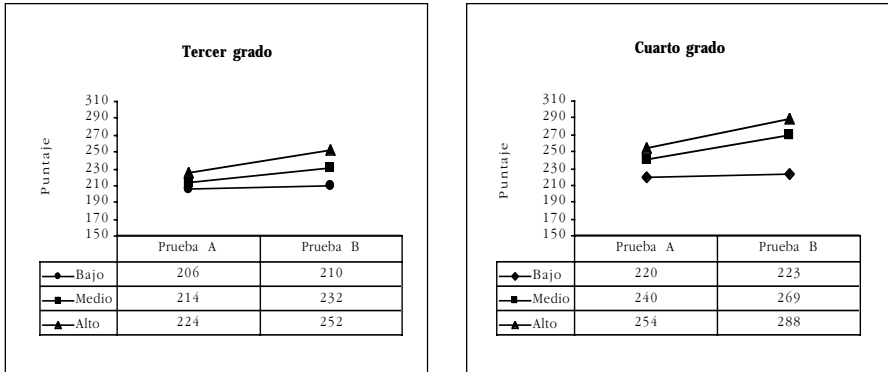 Tercer grado
310
290
270
250
230
210
190
170
150
Puntaje
Prueba A Prueba B
Bajo 206 210
Medio 214 232
Alto 224 252
Cuarto grado
310
290
270
250
230
210
190
170
150
Puntaje
Prueba A Prueba B
Bajo 220 223
Medio 240 269
Alto 254 288